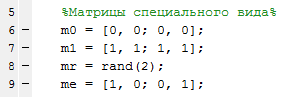 5 %Матрицы специального вида%
6 - m0 = [0, 0; 0, 0];
7 - m1 = [1, 1; 1, 1];
8 - mr = rand(2);
9 - me = [1, 0; 0, 1];